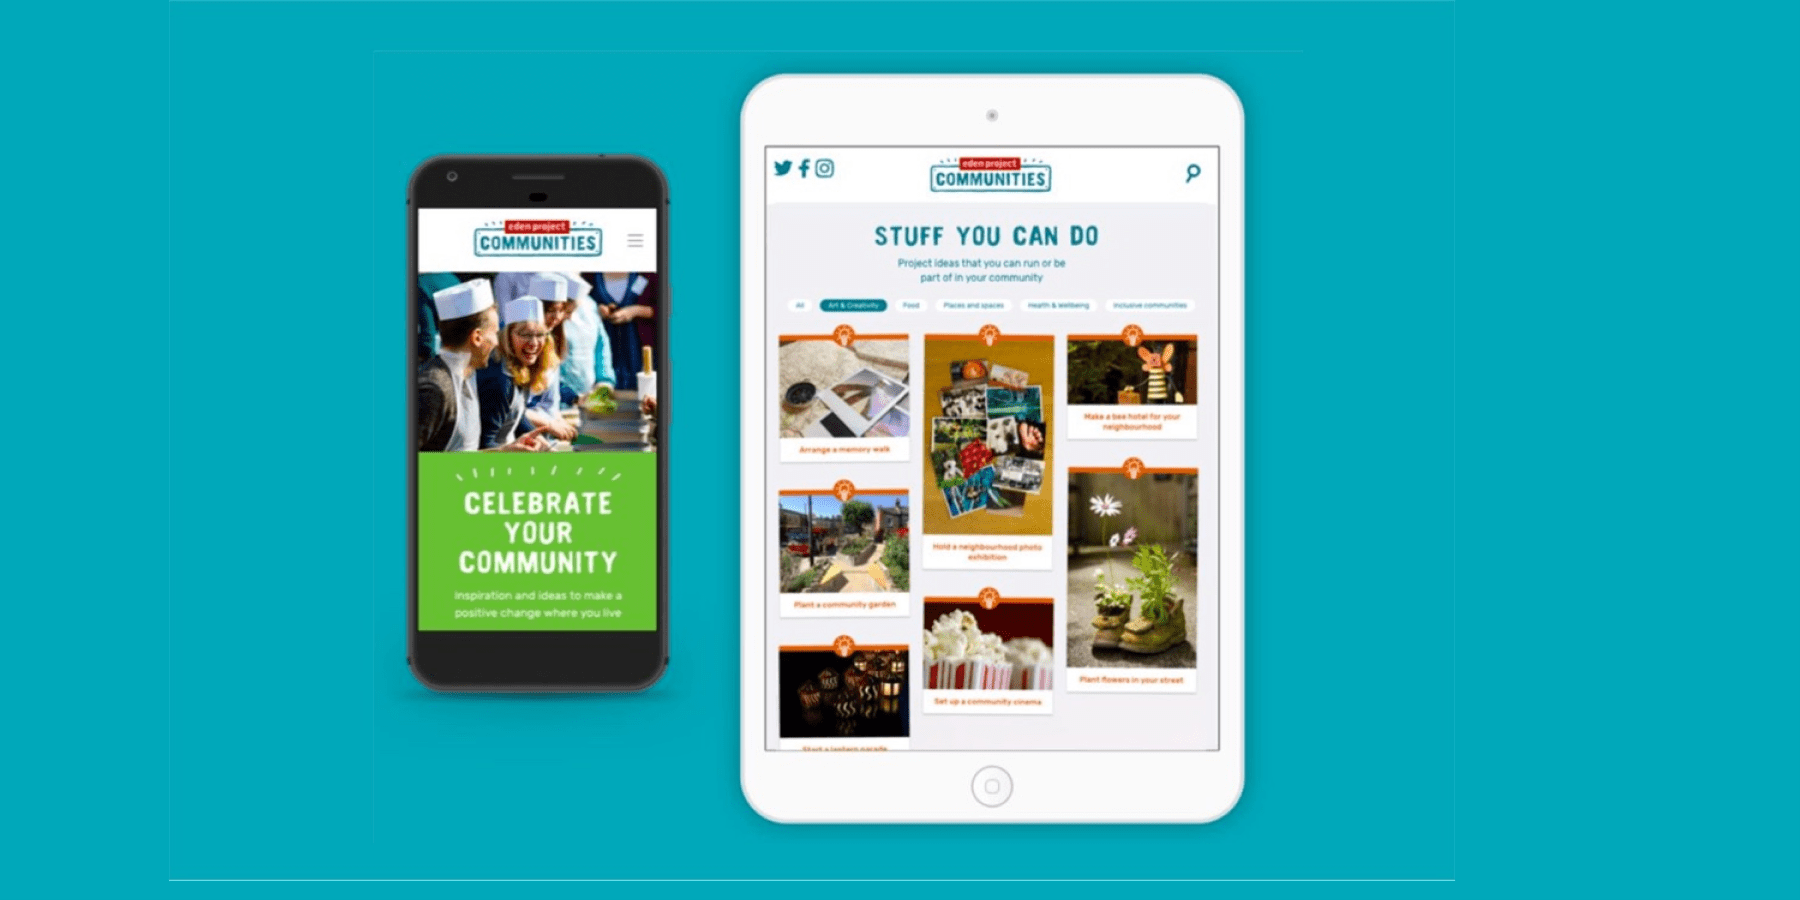 eden project
COMMUNITIES
CELEBRATE
YOUR
COMMUNITY
Inspiration and ideas to make a
positive change where you live
eden project
COMMUNITIES
STUFF YOU CAN DO
Project ideas that you can run or be
part of in your community
All Art & Creativity Food Places and spaces Health & Wellbeing Inclusive communities
Arrange a memory walk
Hold a neighbourhood photo
exhibition
Make a bee hotel for your
neighbourhood
Plant a community garden
Set up a community cinema
Plant flowers in your street
Start a lantern parade